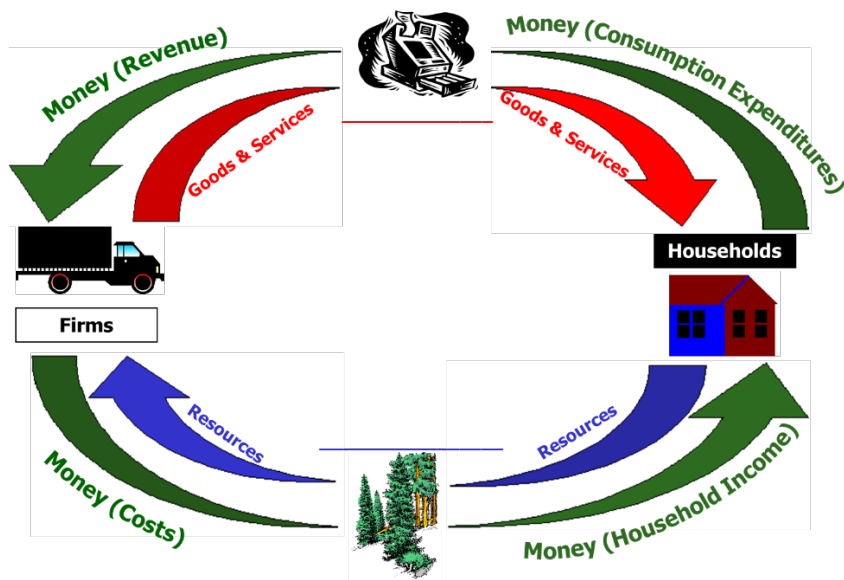 Money (Revenue)
Money (Consumption Expenditures)
Goods & Services
Goods & Services
Households
Firms
Resources
Resources
Money (Costs)
Money (Household Income)